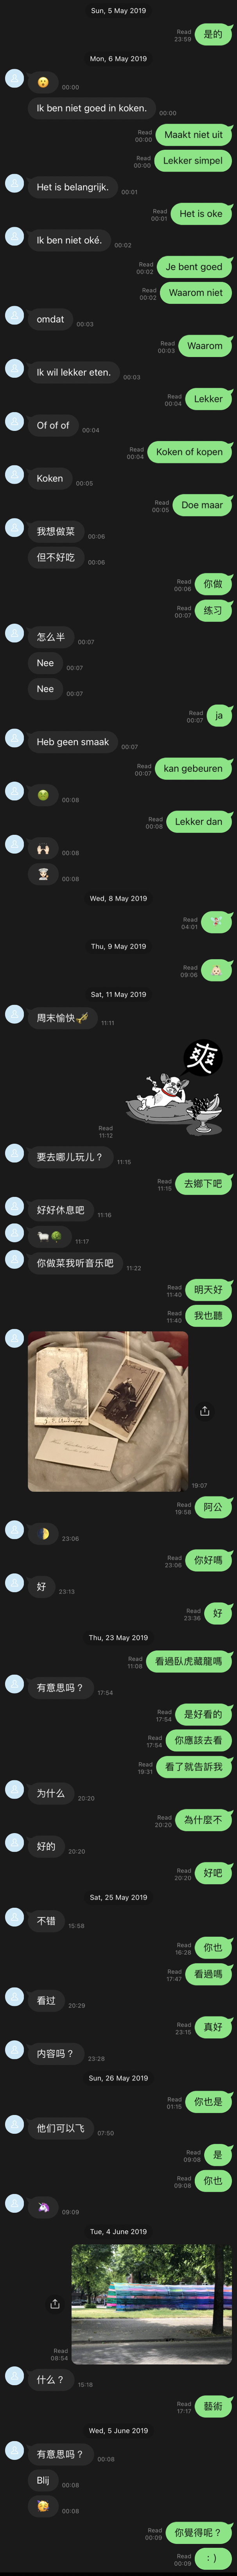 Sun, 5 May 2019
是的
Read
23:59
Mon, 6 May 2019
00:00
Ik ben niet goed in koken.
00:00
Maakt niet uit
Read
00:00
Lekker simpel
Read
00:00
Het is belangrijk.
00:01
Het is oke
Read
00:01
Ik ben niet oké.
00:02
Je bent goed
Read
00:02
Waarom niet
Read
00:02
omdat
00:03
Waarom
Read
00:03
Ik wil lekker eten.
00:03
Lekker
Read
00:04
Of of of
00:04
Koken of kopen
Read
00:04
Koken
00:05
Doe maar
Read
00:05
我想做菜
00:06
但不好吃
00:06
你做
Read
00:06
练习
Read
00:07
怎么半
00:07
Nee
00:07
Nee
00:07
ja
Read
00:07
Heb geen smaak
00:07
kan gebeuren
Read
00:07
00:08
Lekker dan
Read
00:08
00:08
00:08
Wed, 8 May 2019
Read
04:01
Thu, 9 May 2019
Read
09:06
Sat, 11 May 2019
周末愉快
11:11
爽
Read
11:12
要去哪儿玩儿？
11:15
去鄉下吧
Read
11:15
好好休息吧
11:16
11:17
你做菜我听音乐吧
11:22
明天好
Read
11:40
我也聽
Read
11:40
19:07
阿公
Read
19:58
23:06
你好嗎
Read
23:06
好
23:13
好
Read
23:36
Thu, 23 May 2019
看過臥虎藏龍嗎
Read
11:08
有意思吗？
17:54
是好看的
Read
17:54
你應該去看
Read
17:54
看了就告訴我
Read
19:31
为什么
20:20
為什麼不
Read
20:20
好的
20:20
好吧
Read
20:20
Sat, 25 May 2019
不错
15:58
你也
Read
16:28
看過嗎
Read
17:47
看过
20:29
真好
Read
23:15
内容吗？
23:28
Sun, 26 May 2019
你也是
Read
01:15
他们可以飞
07:50
是
Read
09:08
你也
Read
09:08
09:09
Tue, 4 June 2019
Read
08:54
什么？
15:18
藝術
Read
17:17
Wed, 5 June 2019
有意思吗？
00:08
Blij
00:08
00:08
你覺得呢？
Read
00:09
：）
Read
00:09